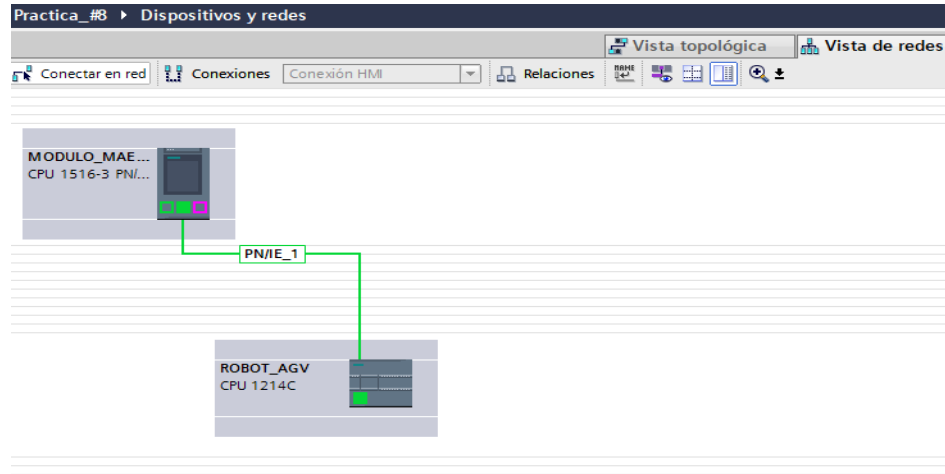 Practica_#8 ▸ Dispositivos y redes
Vista topológica Vista de redes
Conectar en red Conexiones Conexión HMI Relaciones NAME
MODULO_MAE...
CPU 1516-3 PN/...
PN/IE_1
ROBOT_AGV
CPU 1214C